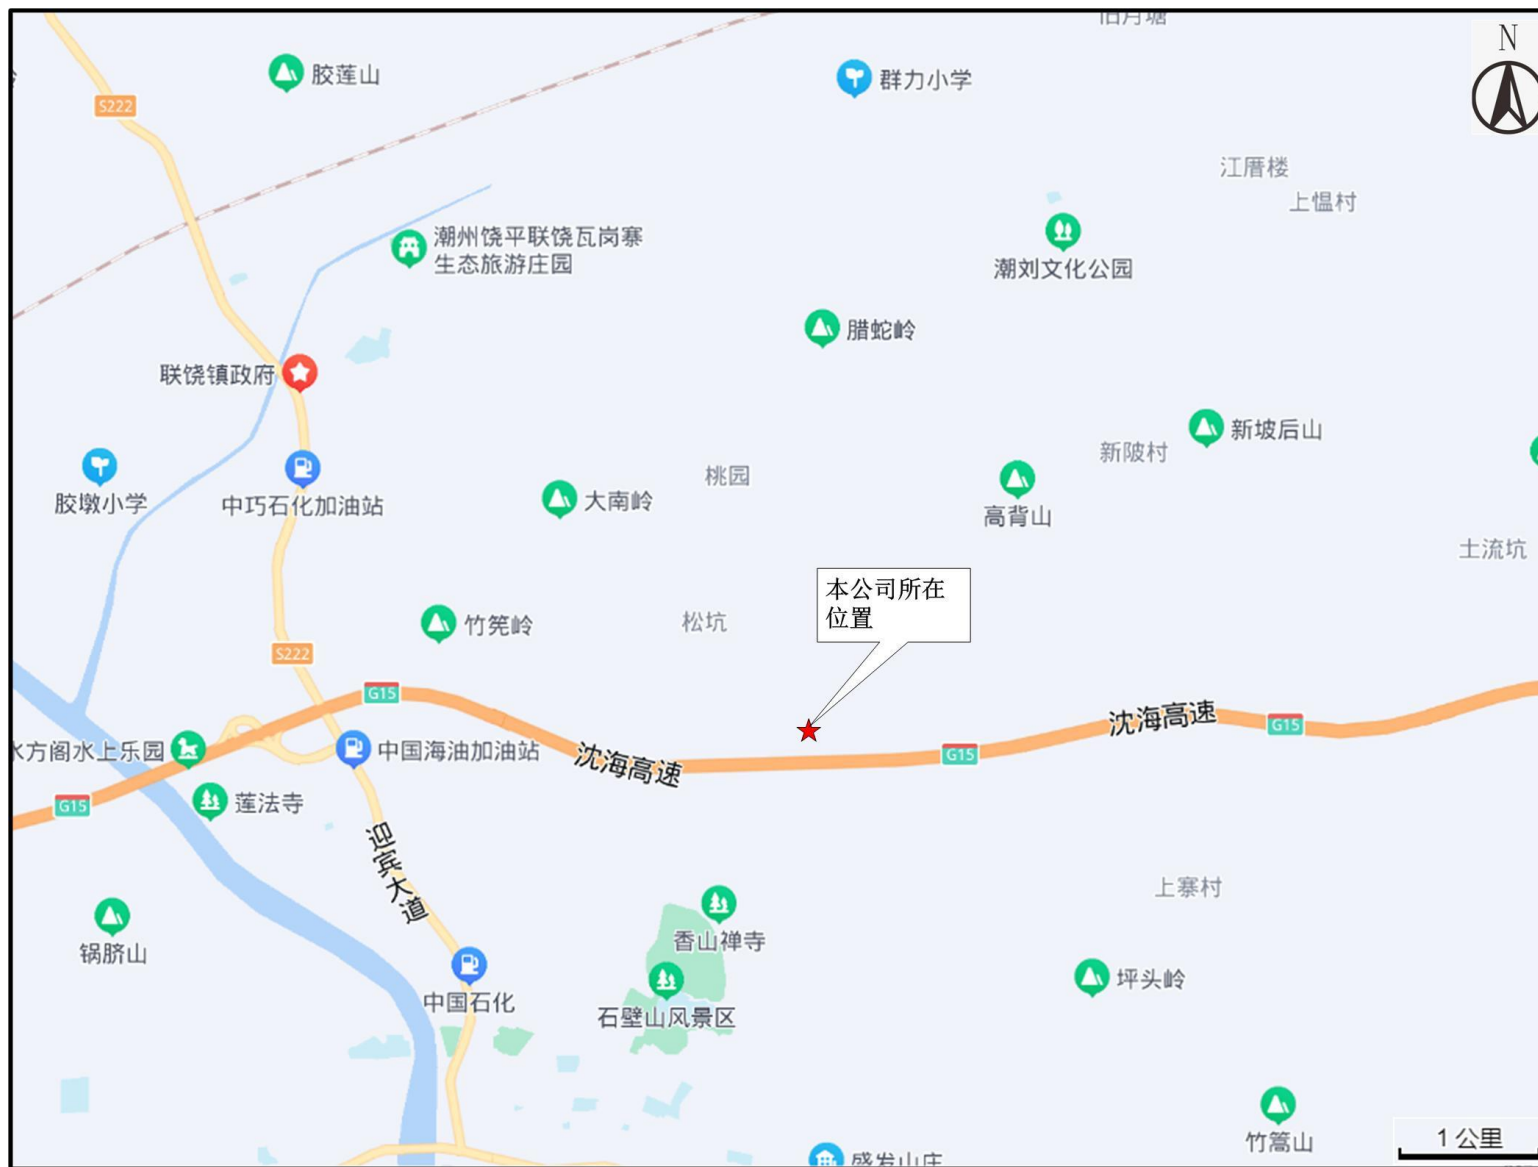 旧月塘
N
胶莲山
群力小学
S222
江厝楼
上愠村
潮州饶平联饶瓦岗寨
生态旅游庄园
潮刘文化公园
腊蛇岭
联饶镇政府
新坡后山
新陂村
胶墩小学
中巧石化加油站
大南岭
桃园
高背山
土流坑
本公司所在
位置
竹筅岭
松坑
S222
G15
沈海高速
G15
水方阁水上乐园
中国海油加油站
沈海高速
G15
G15
莲法寺
迎宾大道
上寨村
锅脐山
香山禅寺
中国石化
石壁山风景区
坪头岭
竹篙山
1 公里
盛发山庄